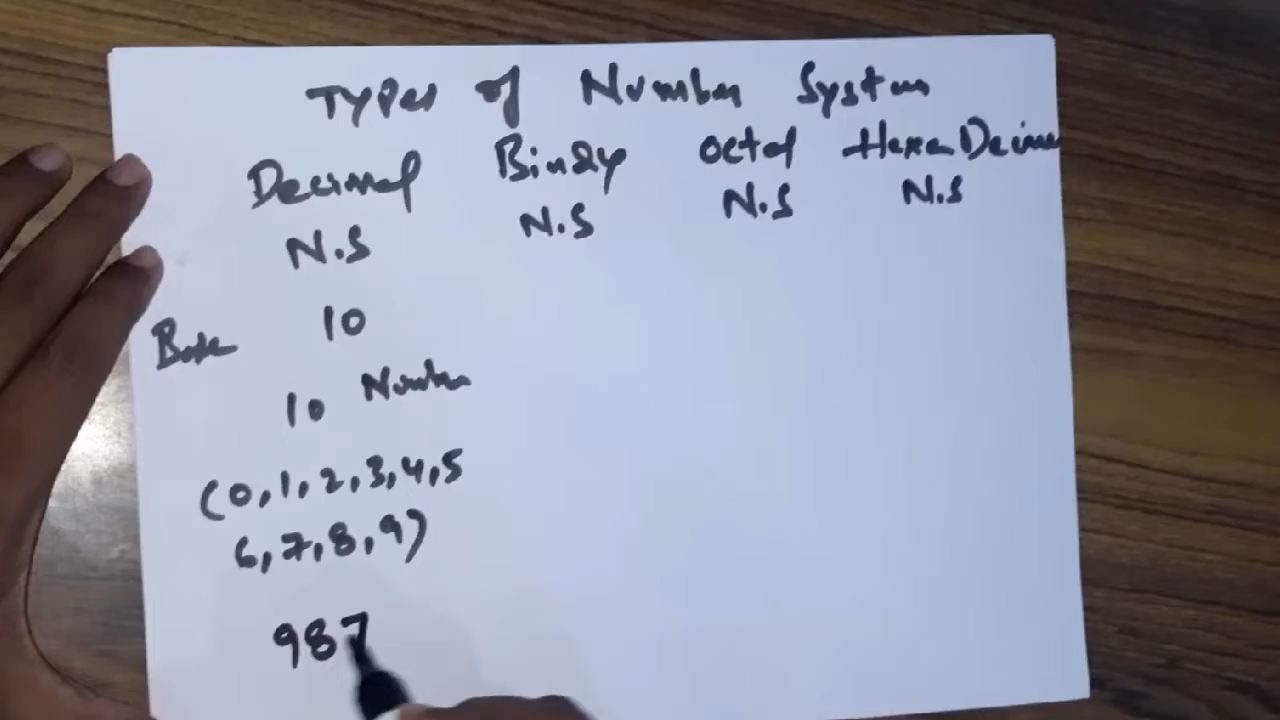 Types of Number System
Decimal Binary Octal HexaDecimal
N.S N.S N.S N.S
Base 10
10 Number
(0,1,2,3,4,5
6,7,8,9)
987